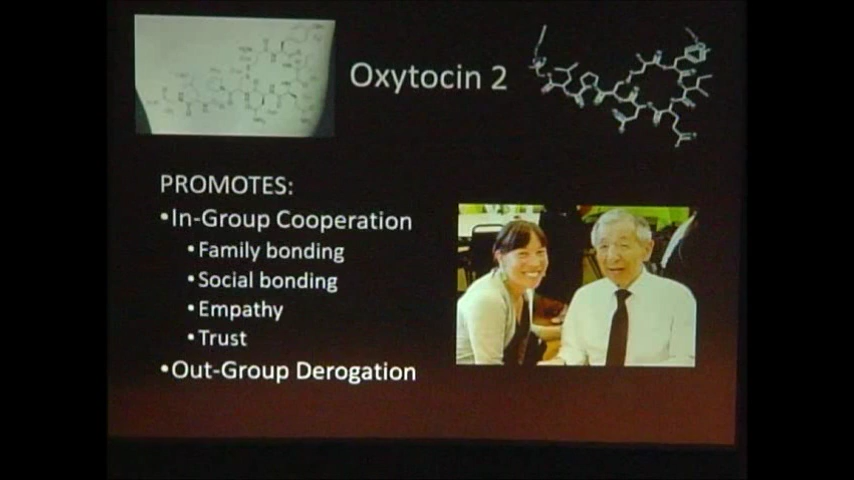 Oxytocin 2
PROMOTES:
•In-Group Cooperation
•Family bonding
•Social bonding
•Empathy
•Trust
•Out-Group Derogation